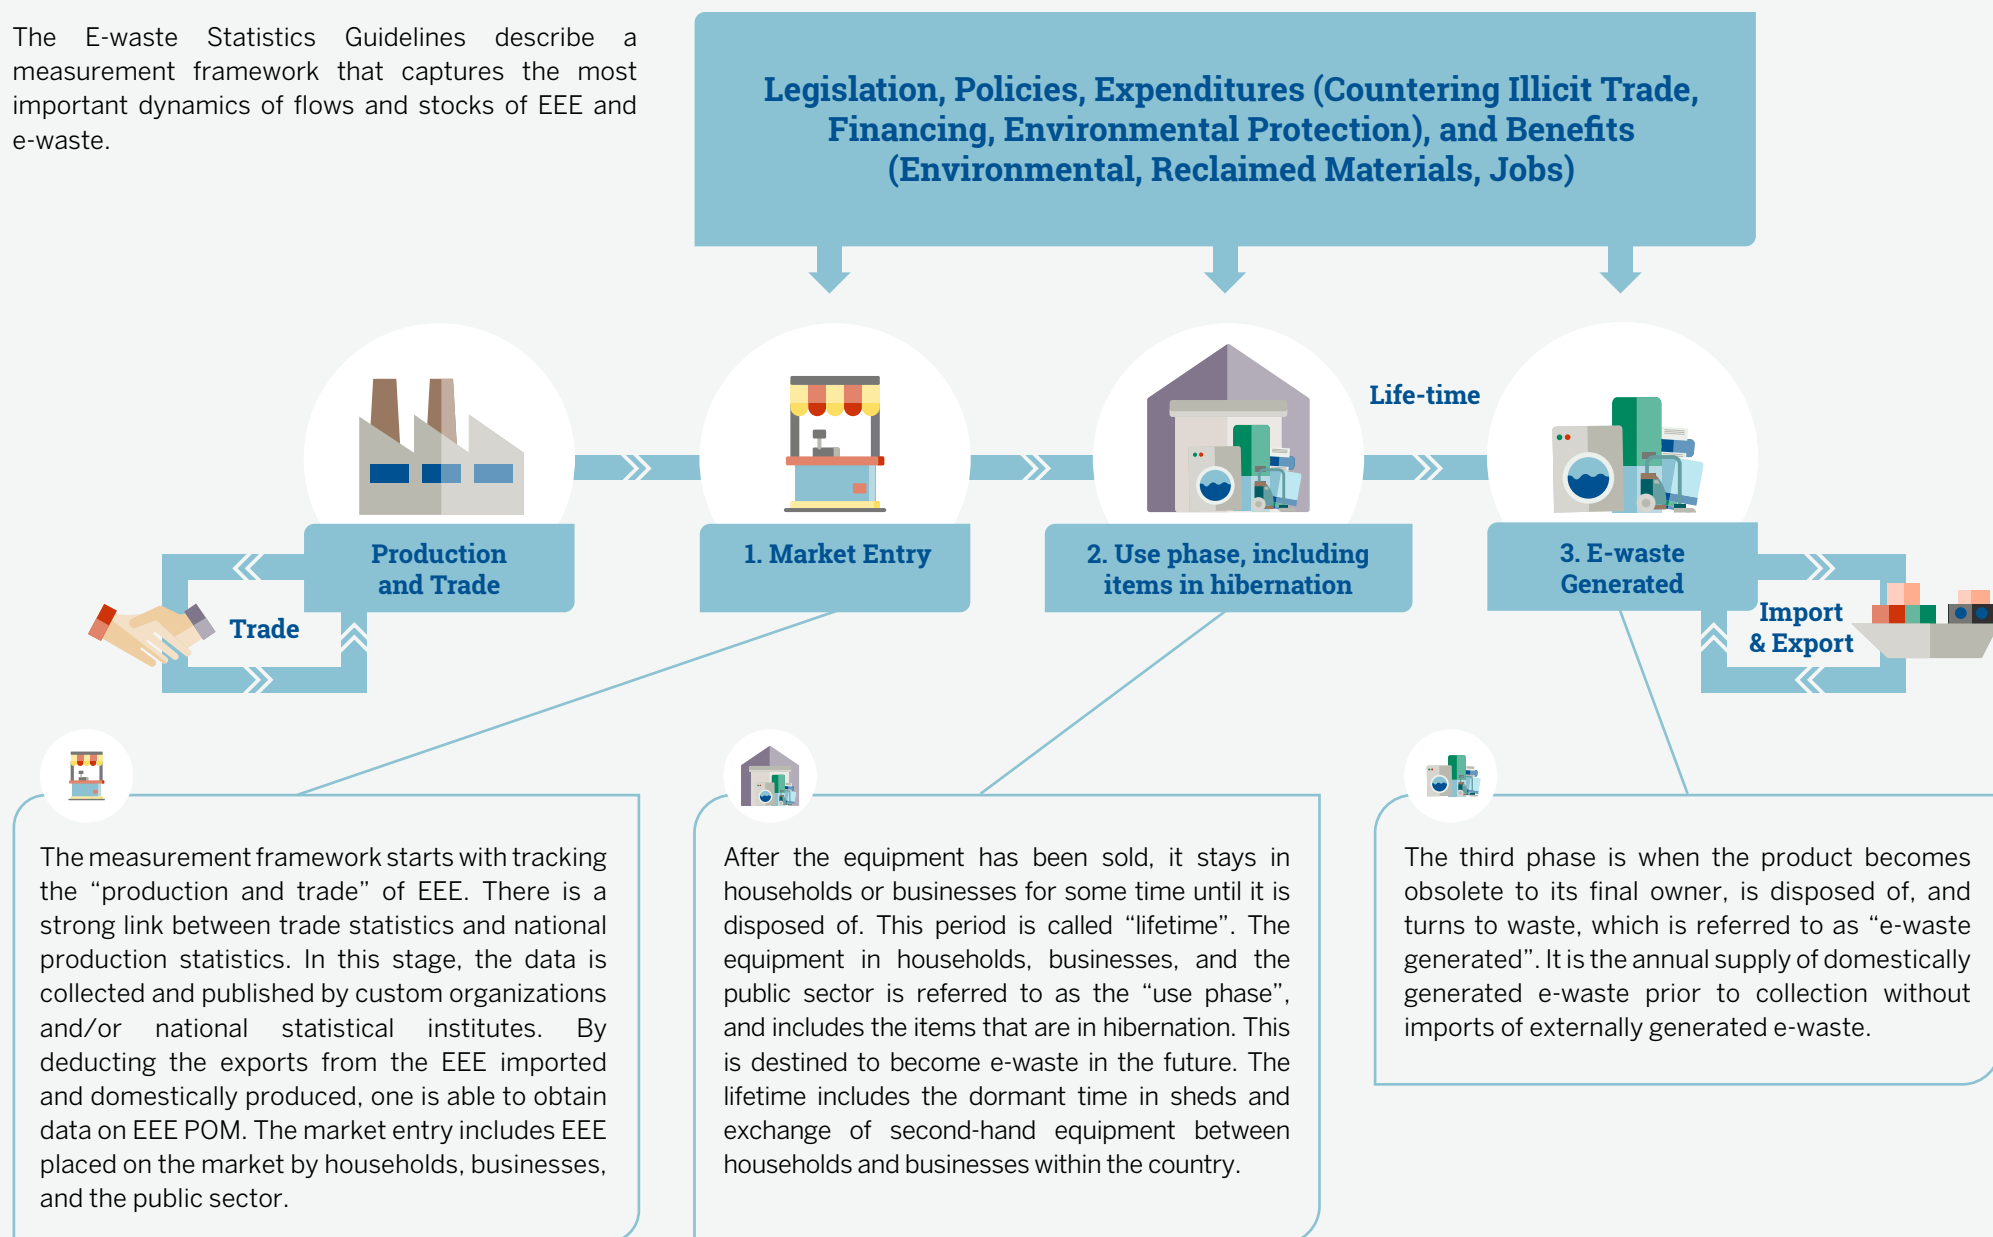 The E-waste Statistics Guidelines describe a
measurement framework that captures the most
important dynamics of flows and stocks of EEE and
e-waste.
Legislation, Policies, Expenditures (Countering Illicit Trade,
Financing, Environmental Protection), and Benefits
(Environmental, Reclaimed Materials, Jobs)
Life-time
Production
and Trade
1. Market Entry
2. Use phase, including
items in hibernation
3. E-waste
Generated
Trade
Import
& Export
The measurement framework starts with tracking
the “production and trade” of EEE. There is a
strong link between trade statistics and national
production statistics. In this stage, the data is
collected and published by custom organizations
and/or national statistical institutes. By
deducting the exports from the EEE imported
and domestically produced, one is able to obtain
data on EEE POM. The market entry includes EEE
placed on the market by households, businesses,
and the public sector.
After the equipment has been sold, it stays in
households or businesses for some time until it is
disposed of. This period is called “lifetime”. The
equipment in households, businesses, and the
public sector is referred to as the “use phase”,
and includes the items that are in hibernation. This
is destined to become e-waste in the future. The
lifetime includes the dormant time in sheds and
exchange of second-hand equipment between
households and businesses within the country.
The third phase is when the product becomes
obsolete to its final owner, is disposed of, and
turns to waste, which is referred to as “e-waste
generated”. It is the annual supply of domestically
generated e-waste prior to collection without
imports of externally generated e-waste.